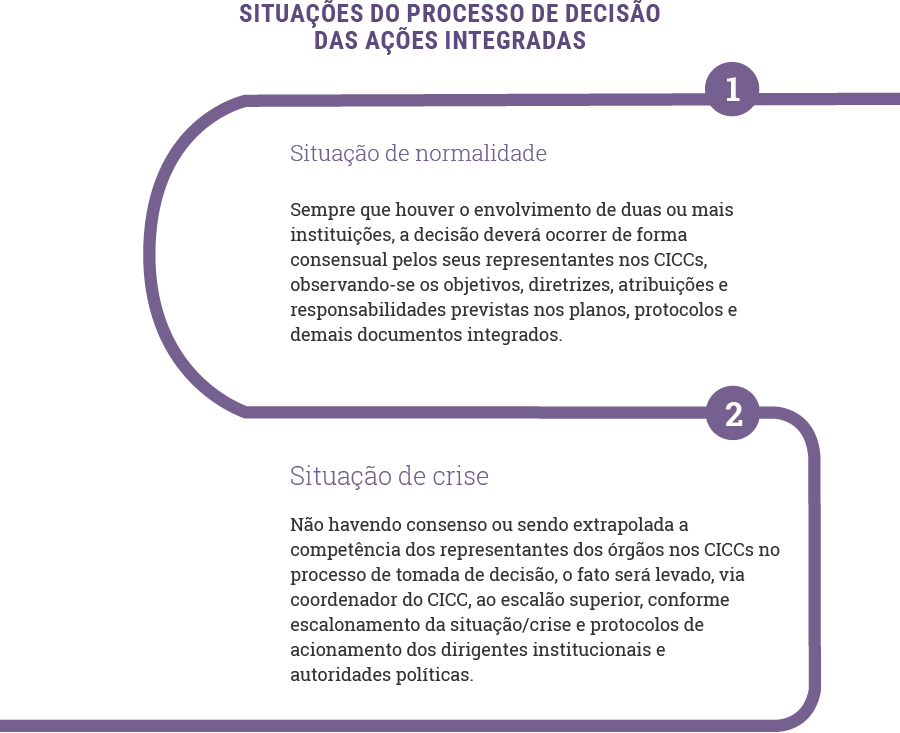 SITUAÇÕES DO PROCESSO DE DECISÃO
DAS AÇÕES INTEGRADAS
1
Situação de normalidade
Sempre que houver o envolvimento de duas ou mais
instituições, a decisão deverá ocorrer de forma
consensual pelos seus representantes nos CICCs,
observando-se os objetivos, diretrizes, atribuições e
responsabilidades previstas nos planos, protocolos e
demais documentos integrados.
2
Situação de crise
Não havendo consenso ou sendo extrapolada a
competência dos representantes dos órgãos nos CICCs no
processo de tomada de decisão, o fato será levado, via
coordenador do CICC, ao escalão superior, conforme
escalonamento da situação/crise e protocolos de
acionamento dos dirigentes institucionais e
autoridades políticas.